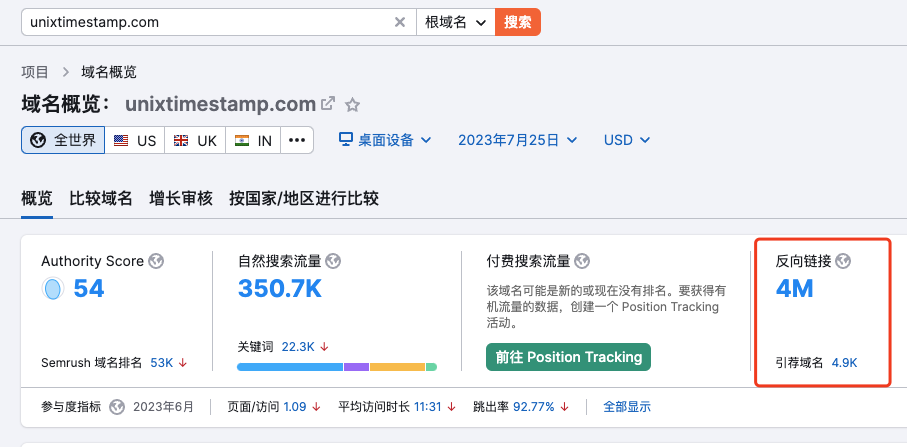 unixtimestamp.com × 根域名 搜索
项目 > 域名概览
域名概览： unixtimestamp.com
全世界 US UK IN ••• 桌面设备 2023年7月25日 USD
概览 比较域名 增长审核 按国家/地区进行比较
Authority Score 自然搜索流量 付费搜索流量 反向链接
54 350.7K 4M
该域名可能是新的或现在没有排名。要获得有
机流量的数据，创建一个 Position Tracking
活动。
关键词 22.3K ↓
前往 Position Tracking
Semrush 域名排名 53K ↓ 引荐域名 4.9K
参与度指标 2023年6月 页面/访问 1.09 ↓ 平均访问时长 11:31 ↓ 跳出率 92.77% ↓ 全部显示